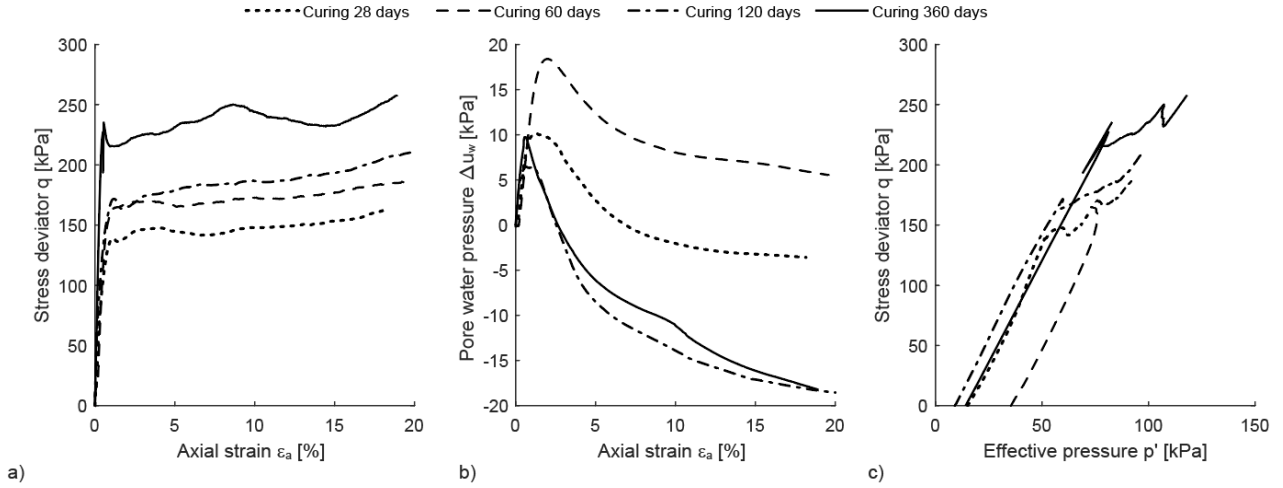 Curing 28 days Curing 60 days Curing 120 days Curing 360 days
Stress deviator q [kPa]
300
250
200
150
100
50
0
0 5 10 15 20
Axial strain εa [%]
a)
Pore water pressure Δuw [kPa]
20
15
10
5
0
-5
-10
-15
-20
0 5 10 15 20
Axial strain εa [%]
b)
Stress deviator q [kPa]
300
250
200
150
100
50
0
0 50 100 150
Effective pressure p' [kPa]
c)